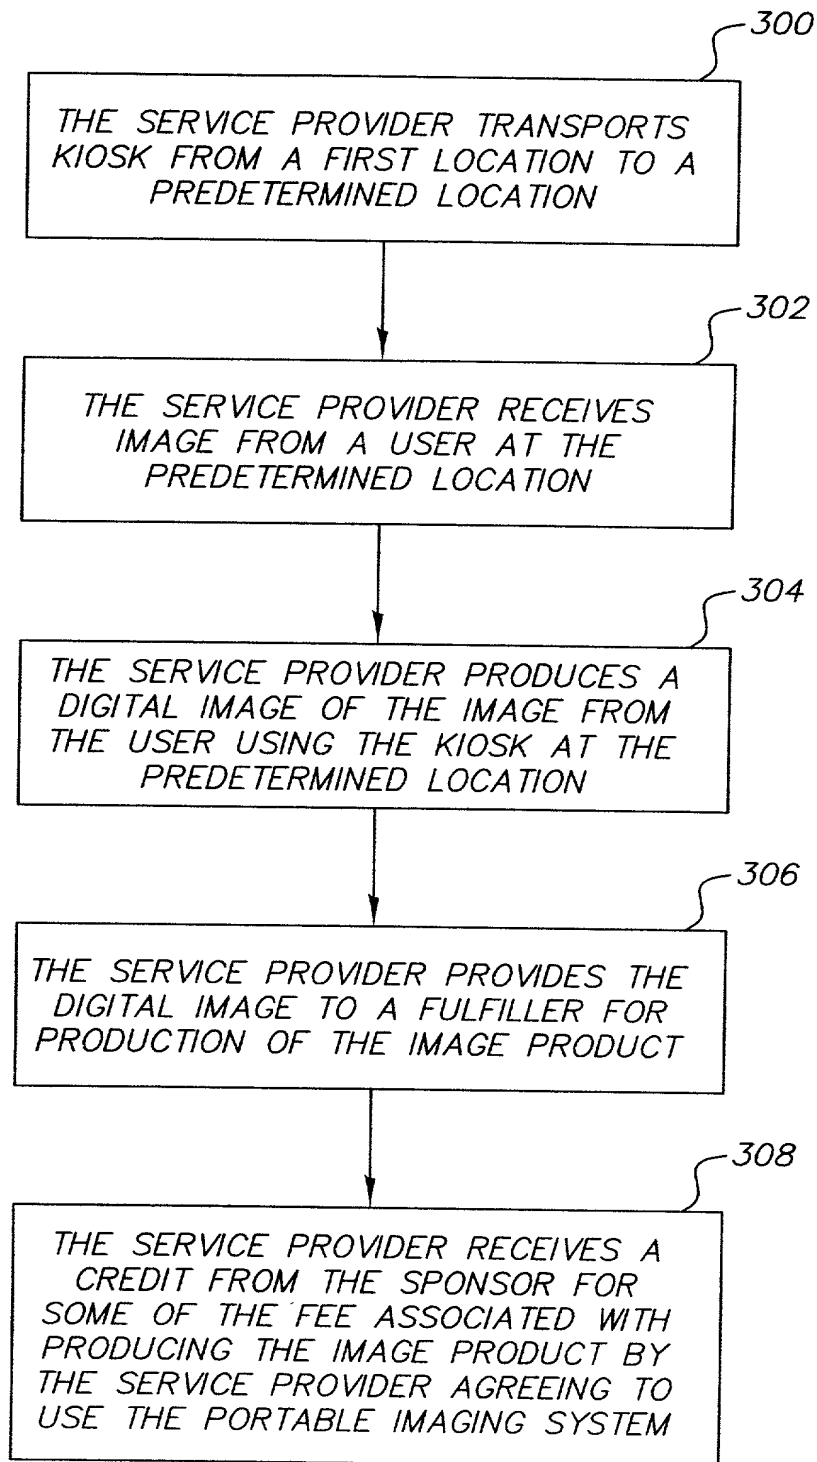 300
THE SERVICE PROVIDER TRANSPORTS
KIOSK FROM A FIRST LOCATION TO A
PREDETERMINED LOCATION
302
THE SERVICE PROVIDER RECEIVES
IMAGE FROM A USER AT THE
PREDETERMINED LOCATION
304
THE SERVICE PROVIDER PRODUCES A
DIGITAL IMAGE OF THE IMAGE FROM
THE USER USING THE KIOSK AT THE
PREDETERMINED LOCATION
306
THE SERVICE PROVIDER PROVIDES THE
DIGITAL IMAGE TO A FULFILLER FOR
PRODUCTION OF THE IMAGE PRODUCT
308
THE SERVICE PROVIDER RECEIVES A
CREDIT FROM THE SPONSOR FOR
SOME OF THE FEE ASSOCIATED WITH
PRODUCING THE IMAGE PRODUCT BY
THE SERVICE PROVIDER AGREEING TO
USE THE PORTABLE IMAGING SYSTEM